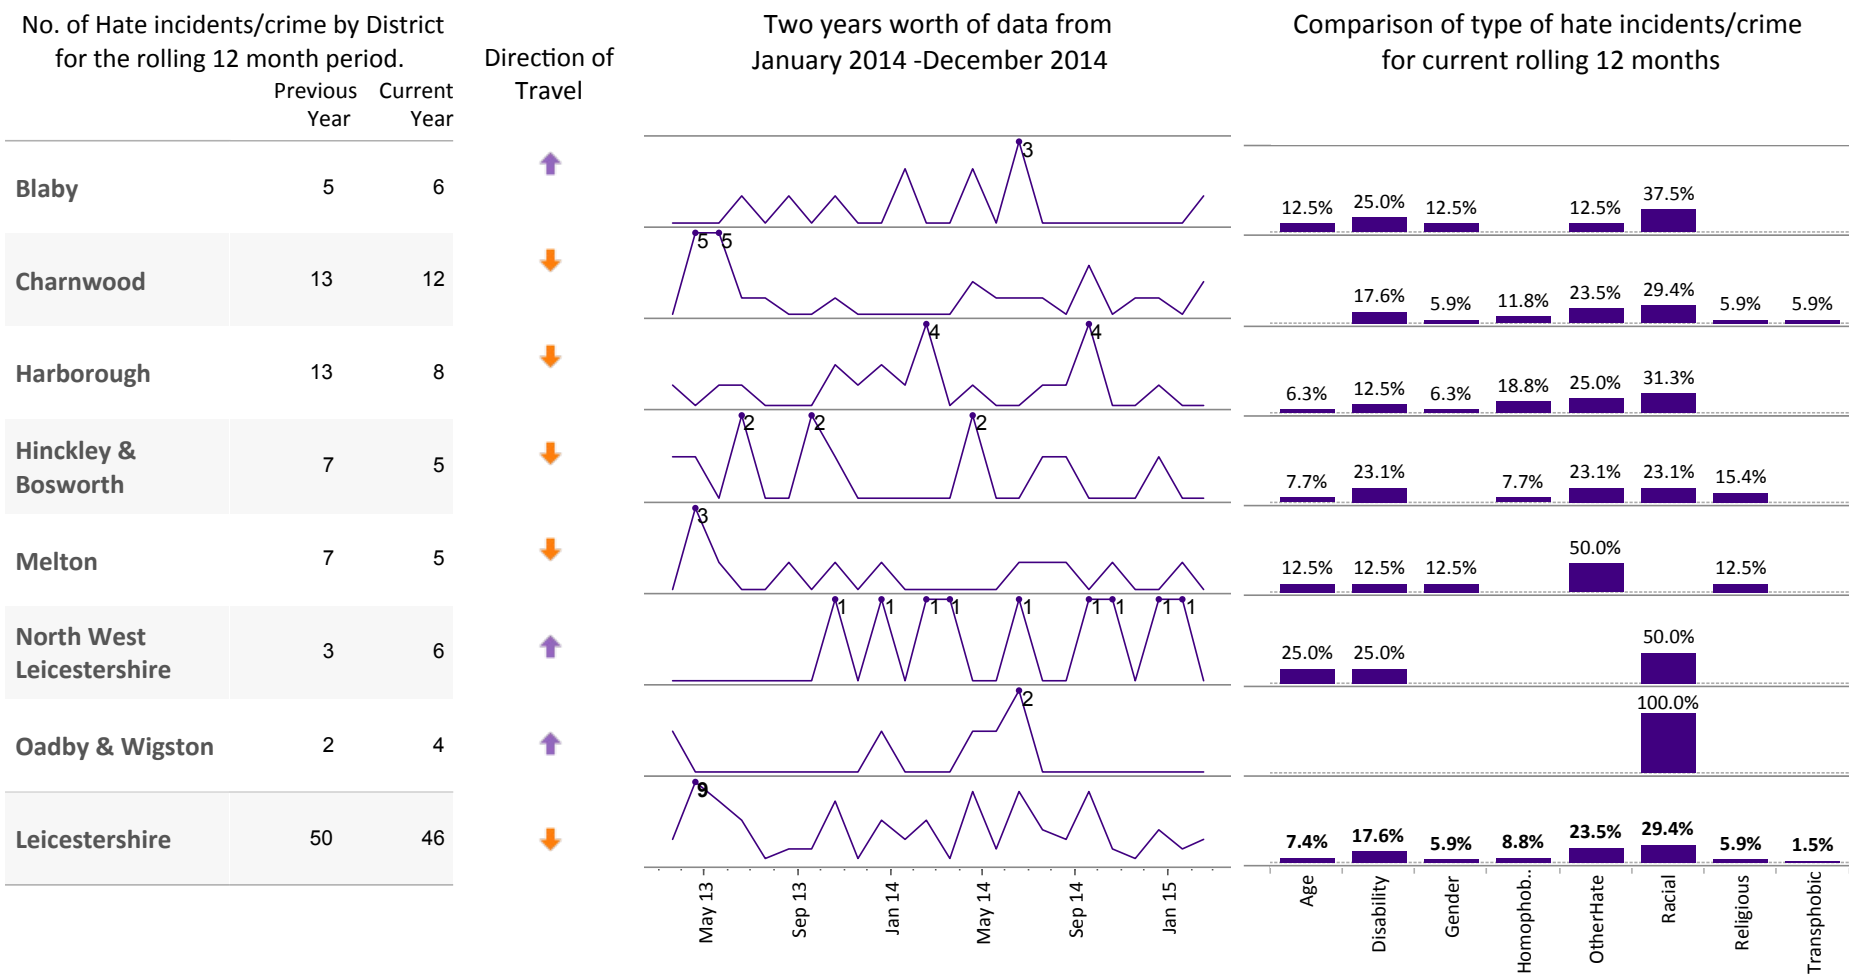 No. of Hate incidents/crime by District
for the rolling 12 month period.
Previous Current
Year Year
Direction of
Travel
Two years worth of data from
January 2014 -December 2014
Comparison of type of hate incidents/crime
for current rolling 12 months
Blaby 5 6
3
12.5% 25.0% 12.5% 12.5% 37.5%
Charnwood 13 12
5 5
17.6% 5.9% 11.8% 23.5% 29.4% 5.9% 5.9%
Harborough 13 8
4 4
6.3% 12.5% 6.3% 18.8% 25.0% 31.3%
Hinckley &
Bosworth 7 5
2 2 2
7.7% 23.1% 7.7% 23.1% 23.1% 15.4%
Melton 7 5
3
12.5% 12.5% 12.5% 50.0% 12.5%
North West
Leicestershire 3 6
1 1 1 1 1 1 1 1 1
25.0% 25.0% 50.0%
Oadby & Wigston 2 4
2
100.0%
Leicestershire 50 46
9
7.4% 17.6% 5.9% 8.8% 23.5% 29.4% 5.9% 1.5%
May 13 Sep 13 Jan 14 May 14 Sep 14 Jan 15
Age Disability Gender Homophob.. OtherHate Racial Religious Transphobic